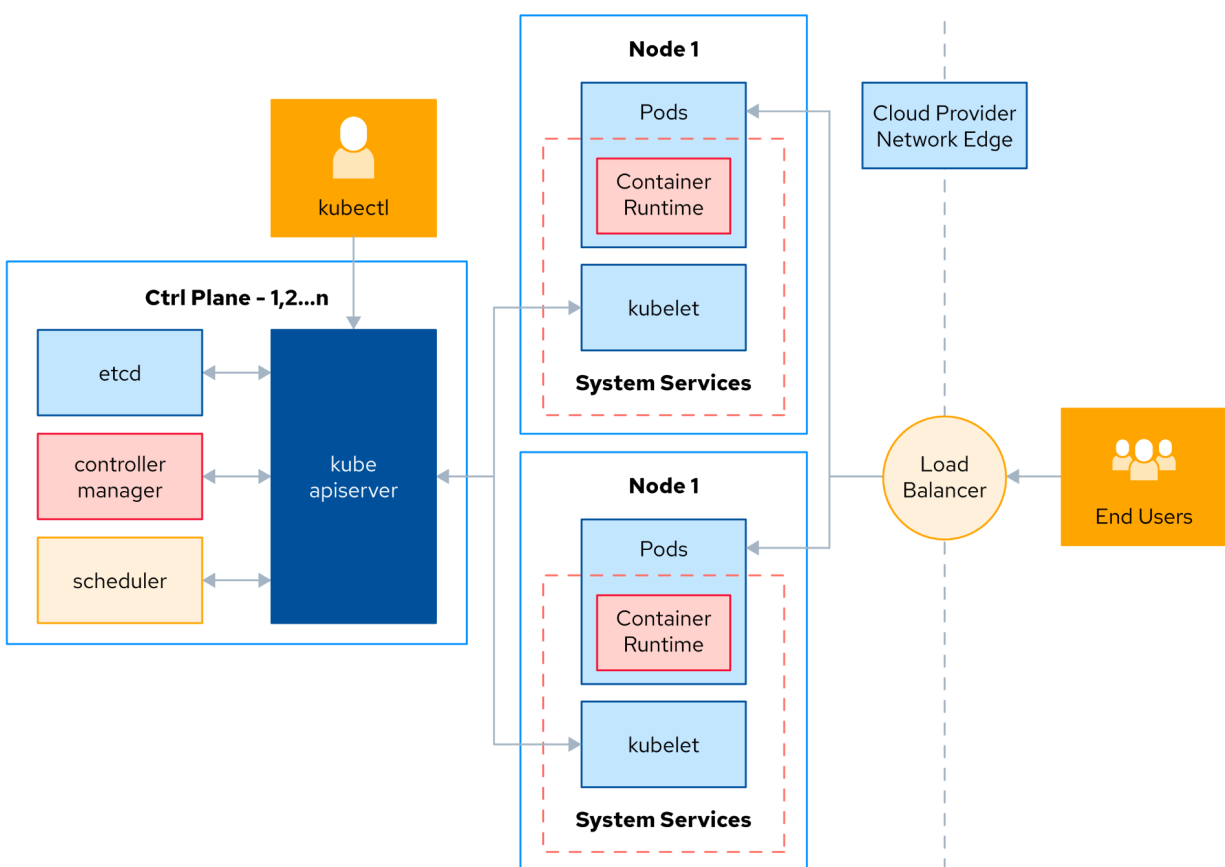 Node 1
Pods
Container
Runtime
kubelet
System Services
Cloud Provider
Network Edge
kubectl
Ctrl Plane - 1,2...n
etcd
controller
manager
scheduler
kube
apiserver
Node 1
Pods
Container
Runtime
kubelet
System Services
Load
Balancer
End Users